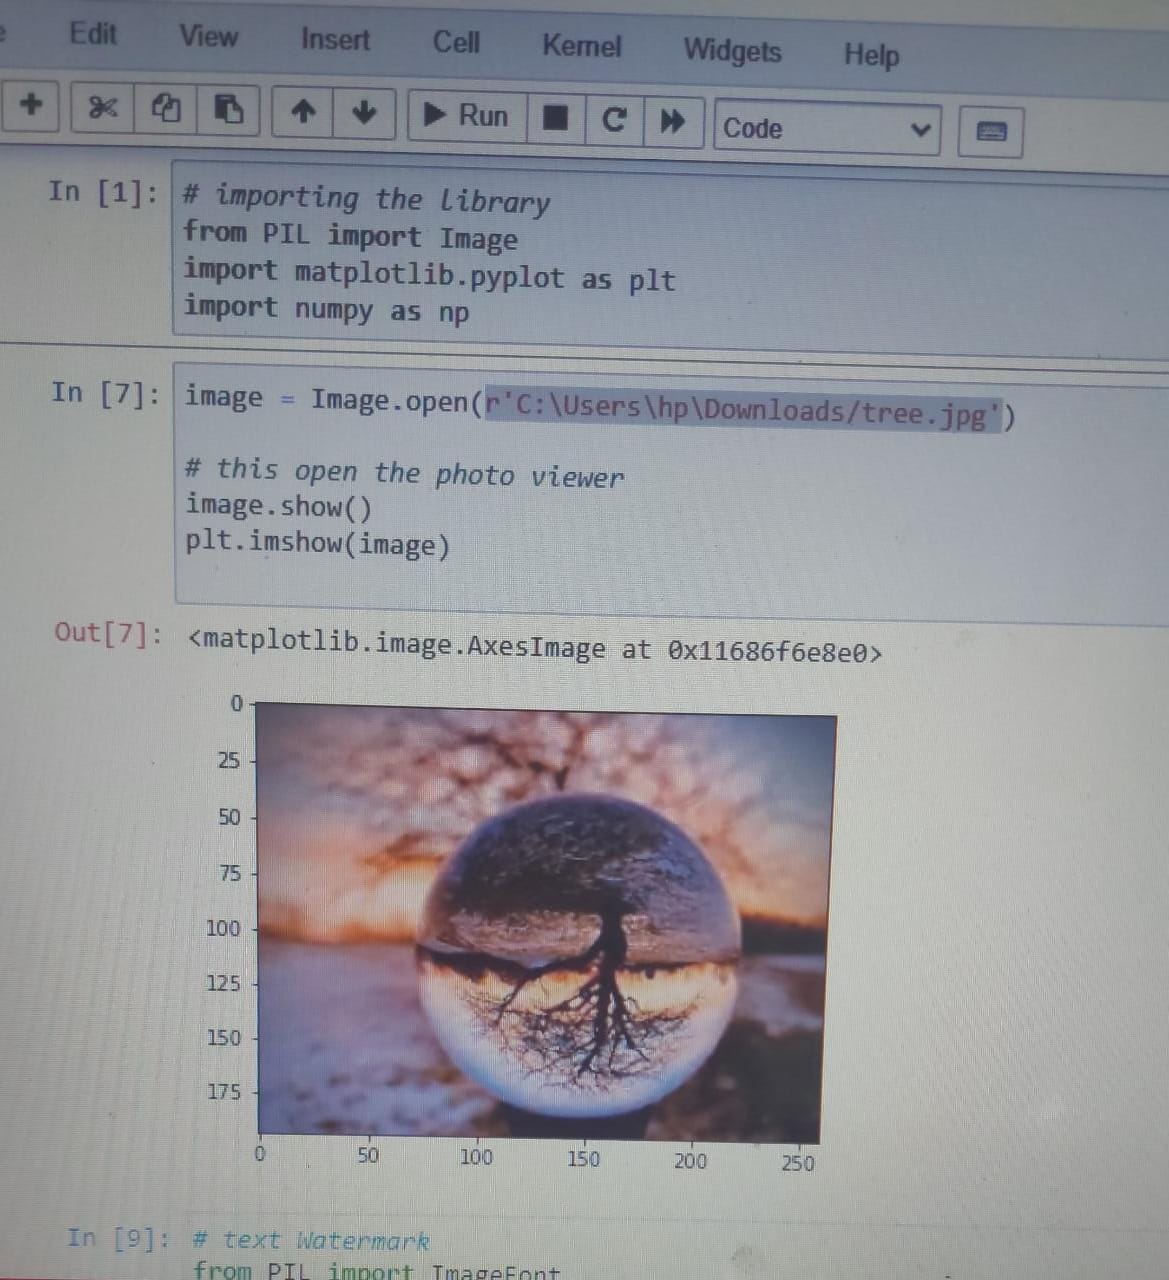 Edit View Insert Cell Kernel Widgets Help
Run Code
In [1]: # importing the library
from PIL import Image
import matplotlib.pyplot as plt
import numpy as np
In [7]: image = Image.open(r'C:\Users\hp\Downloads/tree.jpg')
# this open the photo viewer
image.show()
plt.imshow(image)
Out[7]: <matplotlib.image.AxesImage at 0x11686f6e8e0>
0
25
50
75
100
125
150
175
0 50 100 150 200 250
In [9]: # text Watermark
from PIL import ImageFont